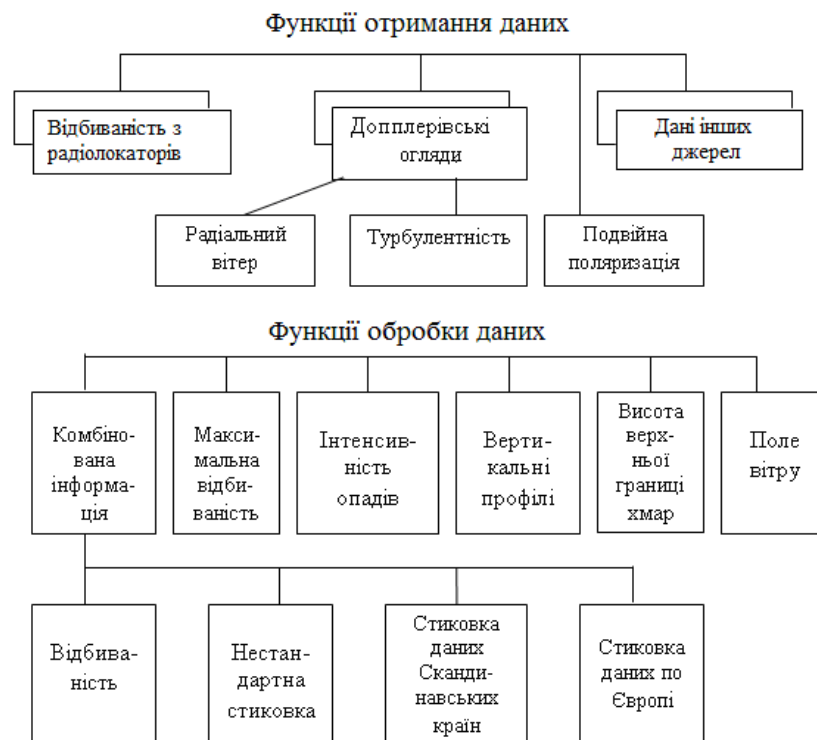 Функції отримання даних
Відбиваність з
радіолокаторів
Допплерівські
огляди
Дані інших
джерел
Радіальний
вітер
Турбулентність
Подвійна
поляризація
Функції обробки даних
Комбіно-
вана
інформа-
ція
Макси-
мальна
відби-
ваність
Інтенсив-
ність
опадів
Верти-
кальні
профілі
Висота
верх-
ньої
границі
хмар
Поле
вітру
Відбива-
ність
Нестан-
дартна
стиковка
Стиковка
даних
Сканди-
навських
країн
Стиковка
даних по
Європі